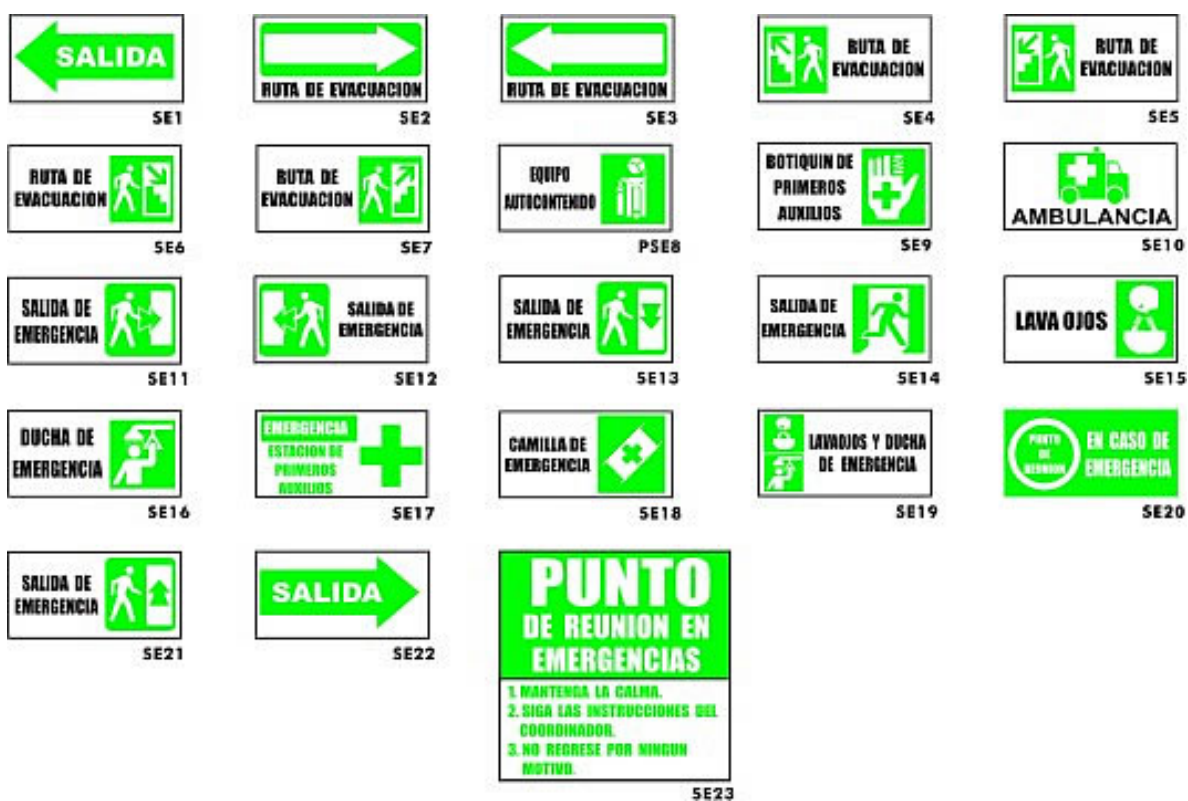 SALIDA
SE1
RUTA DE EVACUACION
SE2
RUTA DE EVACUACION
SE3
RUTA DE
EVACUACION
SE4
RUTA DE
EVACUACION
SE5
RUTA DE
EVACUACION
SE6
RUTA DE
EVACUACION
SE7
EQUIPO
AUTOCONTENIDO
PSE8
BOTIQUIN DE
PRIMEROS
AUXILIOS
SE9
AMBULANCIA
SE10
SALIDA DE
EMERGENCIA
SE11
SALIDA DE
EMERGENCIA
SE12
SALIDA DE
EMERGENCIA
SE13
SALIDA DE
EMERGENCIA
SE14
LAVA OJOS
SE15
DUCHA DE
EMERGENCIA
SE16
EMERGENCIA
ESTACION DE
PRIMEROS
AUXILIOS
SE17
CAMILLA DE
EMERGENCIA
SE18
LAVAOJOS Y DUCHA
DE EMERGENCIA
SE19
PUNTO
DE
REUNION
EN CASO DE
EMERGENCIA
SE20
SALIDA DE
EMERGENCIA
SE21
SALIDA
SE22
PUNTO
DE REUNION EN
EMERGENCIAS
1. MANTENGA LA CALMA.
2. SIGA LAS INSTRUCCIONES DEL
COORDINADOR.
3. NO REGRESE POR NINGUN
MOTIVO.
SE23